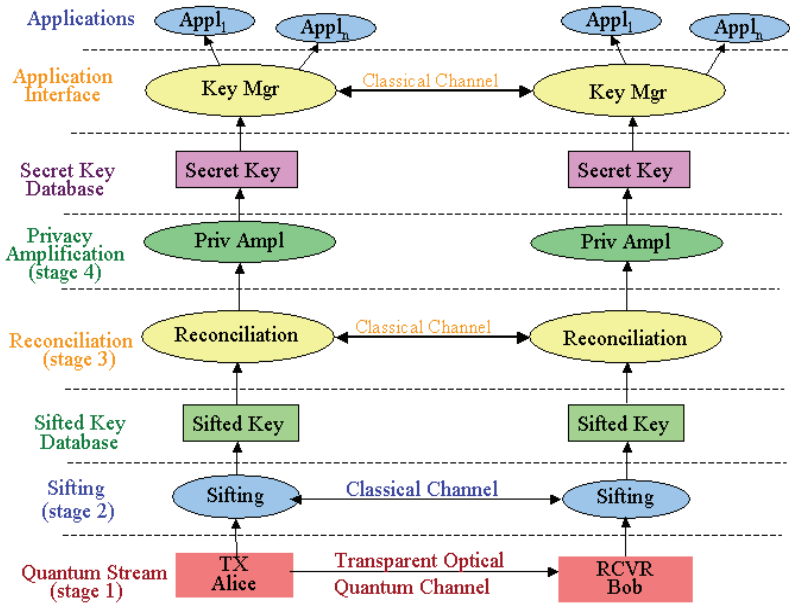 Applications
Appl1
Appln
Appl1
Appln
Application
Interface
Key Mgr
Classical Channel
Key Mgr
Secret Key
Database
Secret Key
Secret Key
Privacy
Amplification
(stage 4)
Priv Ampl
Priv Ampl
Reconciliation
(stage 3)
Reconciliation
Classical Channel
Reconciliation
Sifted Key
Database
Sifted Key
Sifted Key
Sifting
(stage 2)
Sifting
Classical Channel
Sifting
Quantum Stream
(stage 1)
TX
Alice
Transparent Optical
Quantum Channel
RCVR
Bob